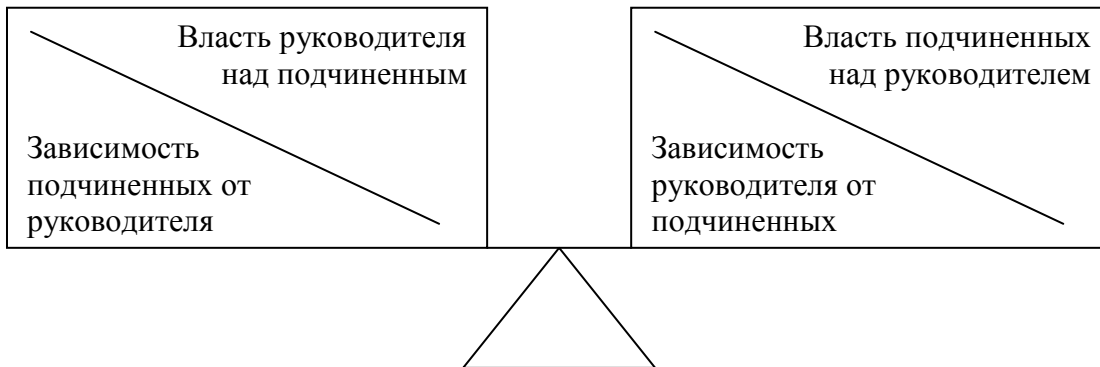 Власть руководителя
над подчиненным
Зависимость
подчиненных от
руководителя
Власть подчиненных
над руководителем
Зависимость
руководителя от
подчиненных